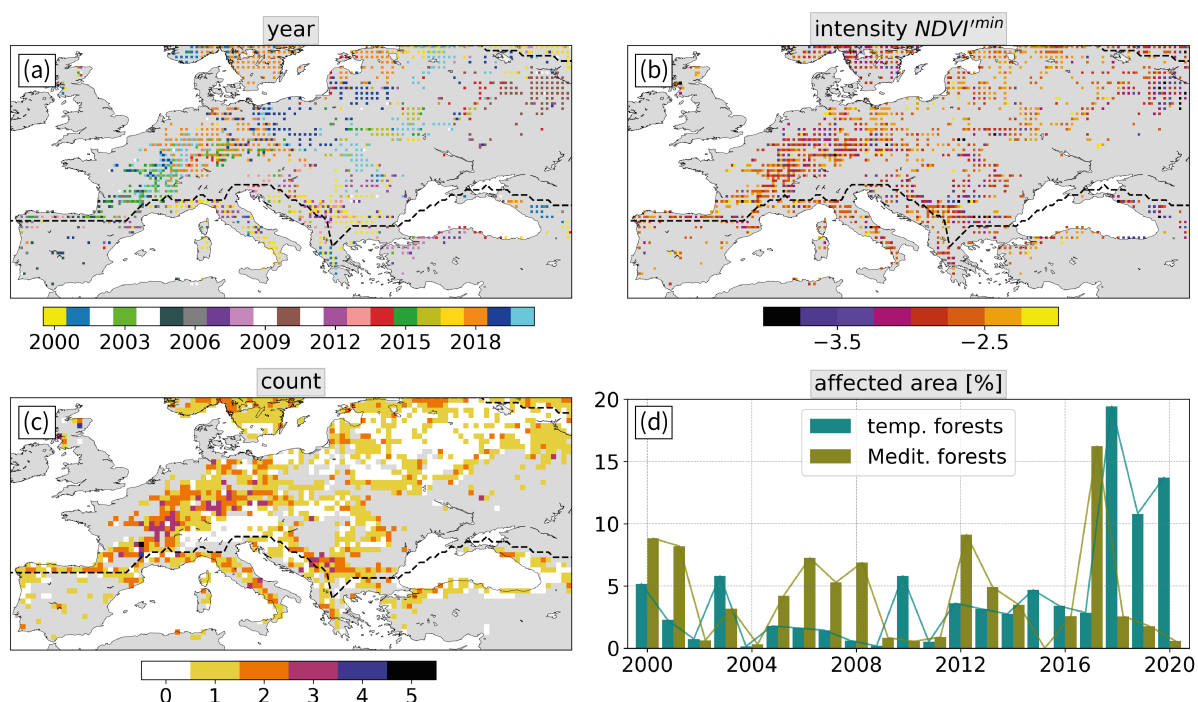 year
intensity NDVI'min
(a)
(b)
2000 2003 2006 2009 2012 2015 2018
−3.5 −2.5
count
affected area [%]
(c)
(d)
20
15
10
5
0
temp. forests
Medit. forests
2000 2004 2008 2012 2016 2020
0 1 2 3 4 5